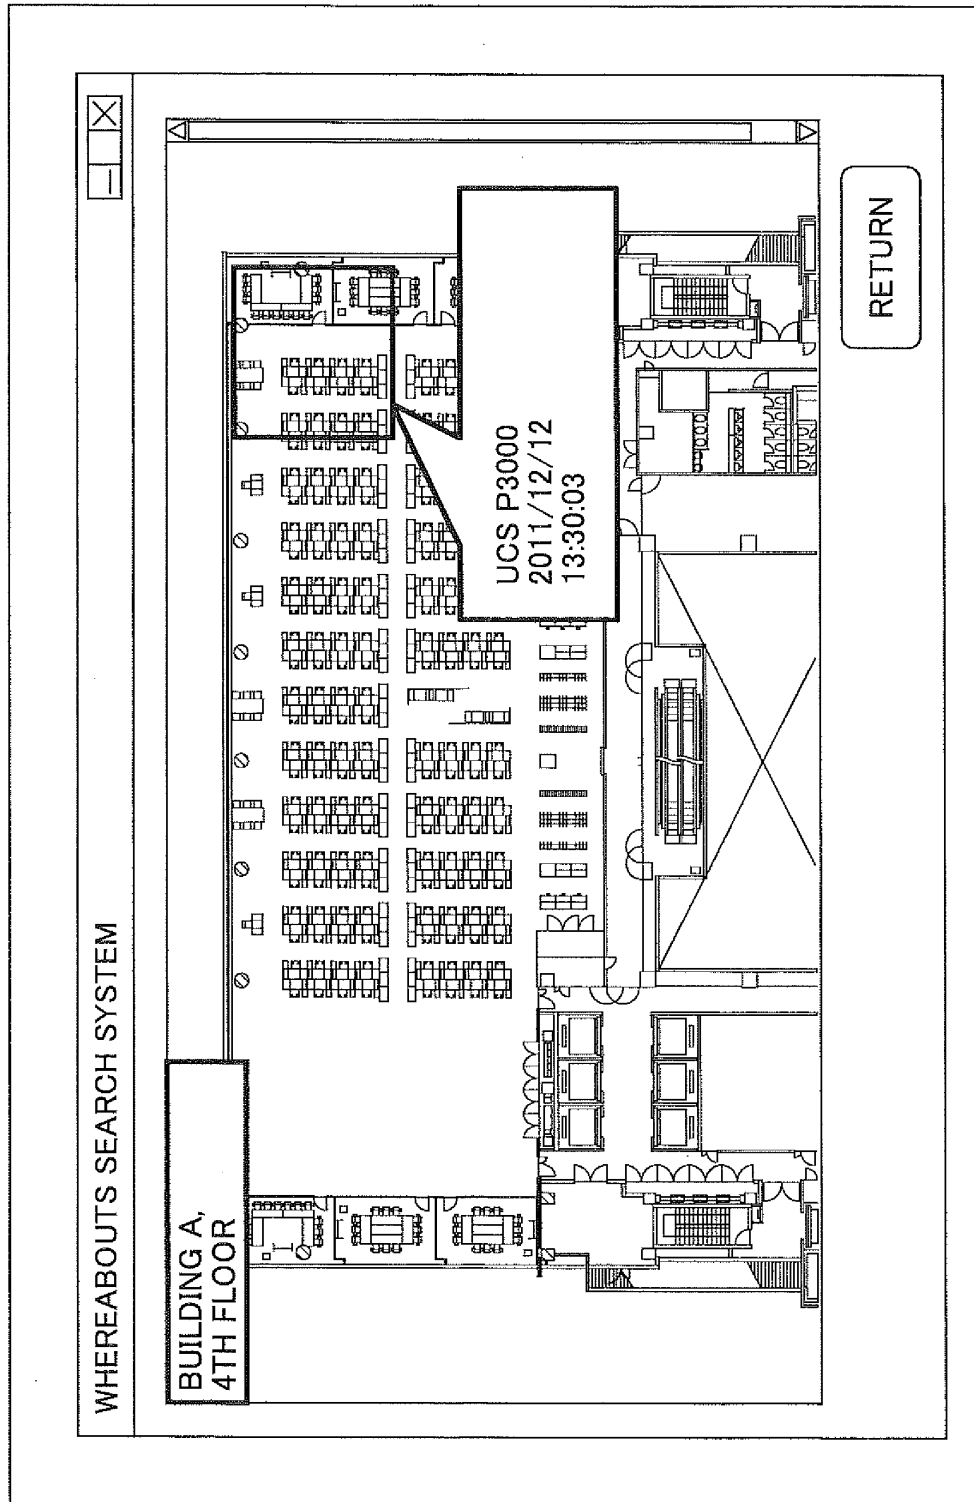 WHEREABOUTS SEARCH SYSTEM
BUILDING A,
4TH FLOOR
UCS P3000
2011/12/12
13:30:03
RETURN